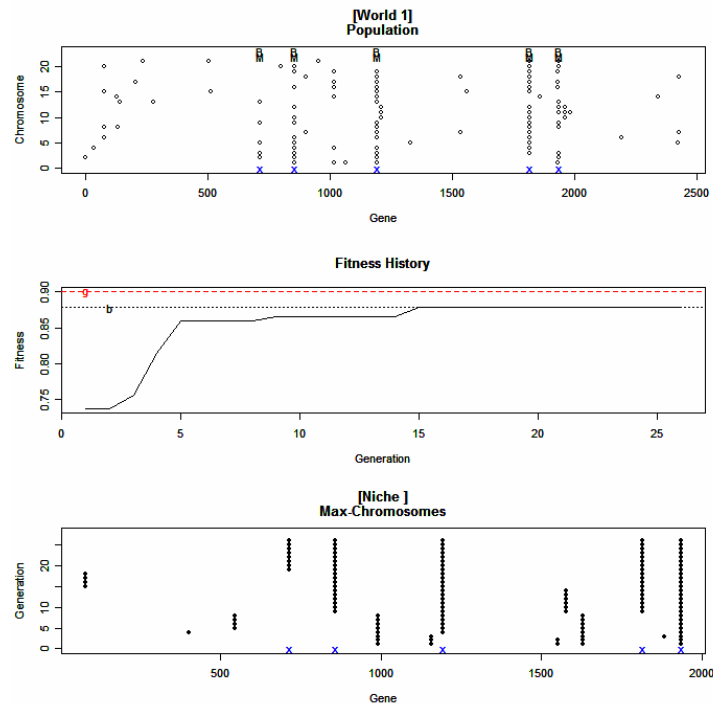 [World 1]
Population
B B B B B
M M M M M
Chromosome
20
15
10
5
0
x x x x x
0 500 1000 1500 2000 2500
Gene
Fitness History
Fitness
0.90
0.85
0.80
0.75
g
b
0 5 10 15 20 25
Generation
[Niche ]
Max-Chromosomes
Generation
20
10
5
0
x x x x x
500 1000 1500 2000
Gene